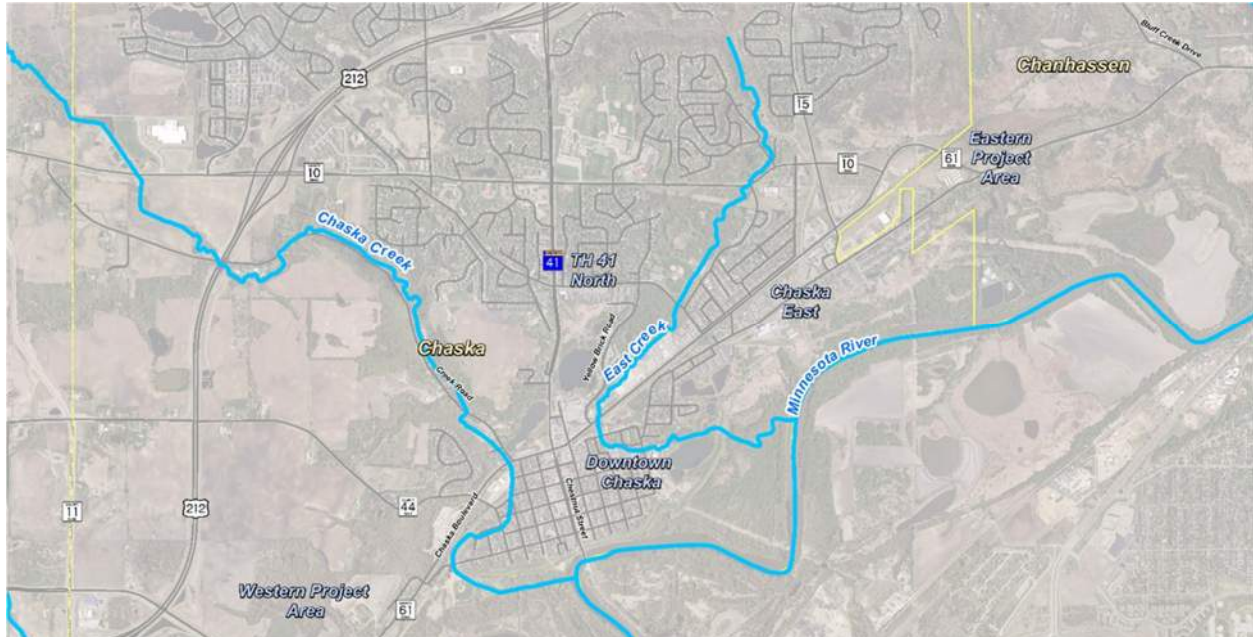 Bluff Creek Drive
Chanhassen
212
15
Eastern
Project
Area
61
10
10
Chaska Creek
41
TH 41
North
Chaska
East
Yellow Brick Road
East Creek
Minnesota River
Chaska
Creek Road
Downtown
Chaska
Chestnut Street
Chaska Boulevard
44
11
212
Western Project
Area
61